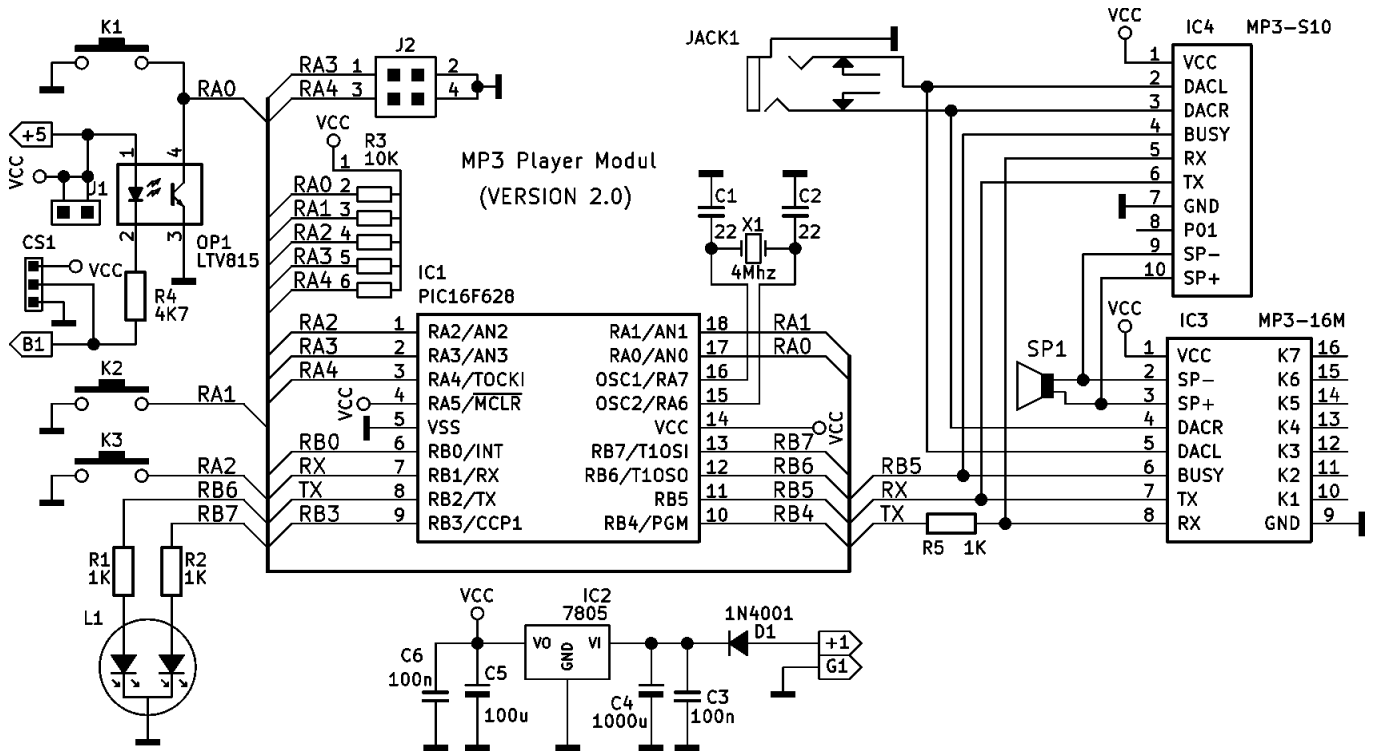 K1
RA0
+5
VCC
J1
1
4
2
3
OP1
LTV815
CS1
VCC
R4
4K7
B1
K2
RA1
K3
RA2
RB6
RB7
R1
1K
R2
1K
L1
J2
RA3 1
2
RA4 3
4
VCC
1
R3
10K
RA0 2
RA1 3
RA2 4
RA3 5
RA4 6
MP3 Player Modul
(VERSION 2.0)
C1
22
C2
22
X1
4Mhz
IC1
PIC16F628
RA2 1 RA2/AN2
RA3 2 RA3/AN3
RA4 3 RA4/TOCKI
VCC 4 RA5/MCLR
5 VSS
RB0 6 RB0/INT
RX 7 RB1/RX
TX 8 RB2/TX
RB3 9 RB3/CCP1
RA1/AN1 18 RA1
RA0/AN0 17 RA0
OSC1/RA7 16
OSC2/RA6 15
VCC 14 VCC
RB7/T1OSI 13 RB7
RB6/T1OSO 12 RB6
RB5 11 RB5
RB4/PGM 10 RB4
RB5
RX
TX
R5 1K
JACK1
VCC
IC4 MP3-S10
1 VCC
2 DACL
3 DACR
4 BUSY
5 RX
6 TX
7 GND
8 P01
9 SP-
10 SP+
SP1
VCC
IC3 MP3-16M
1 VCC K7 16
2 SP- K6 15
3 SP+ K5 14
4 DACR K4 13
5 DACL K3 12
6 BUSY K2 11
7 TX K1 10
8 RX GND 9
VCC
IC2
7805
VO GND VI
1N4001
D1
+1
G1
C6
100n
C5
100u
C4
1000u
C3
100n